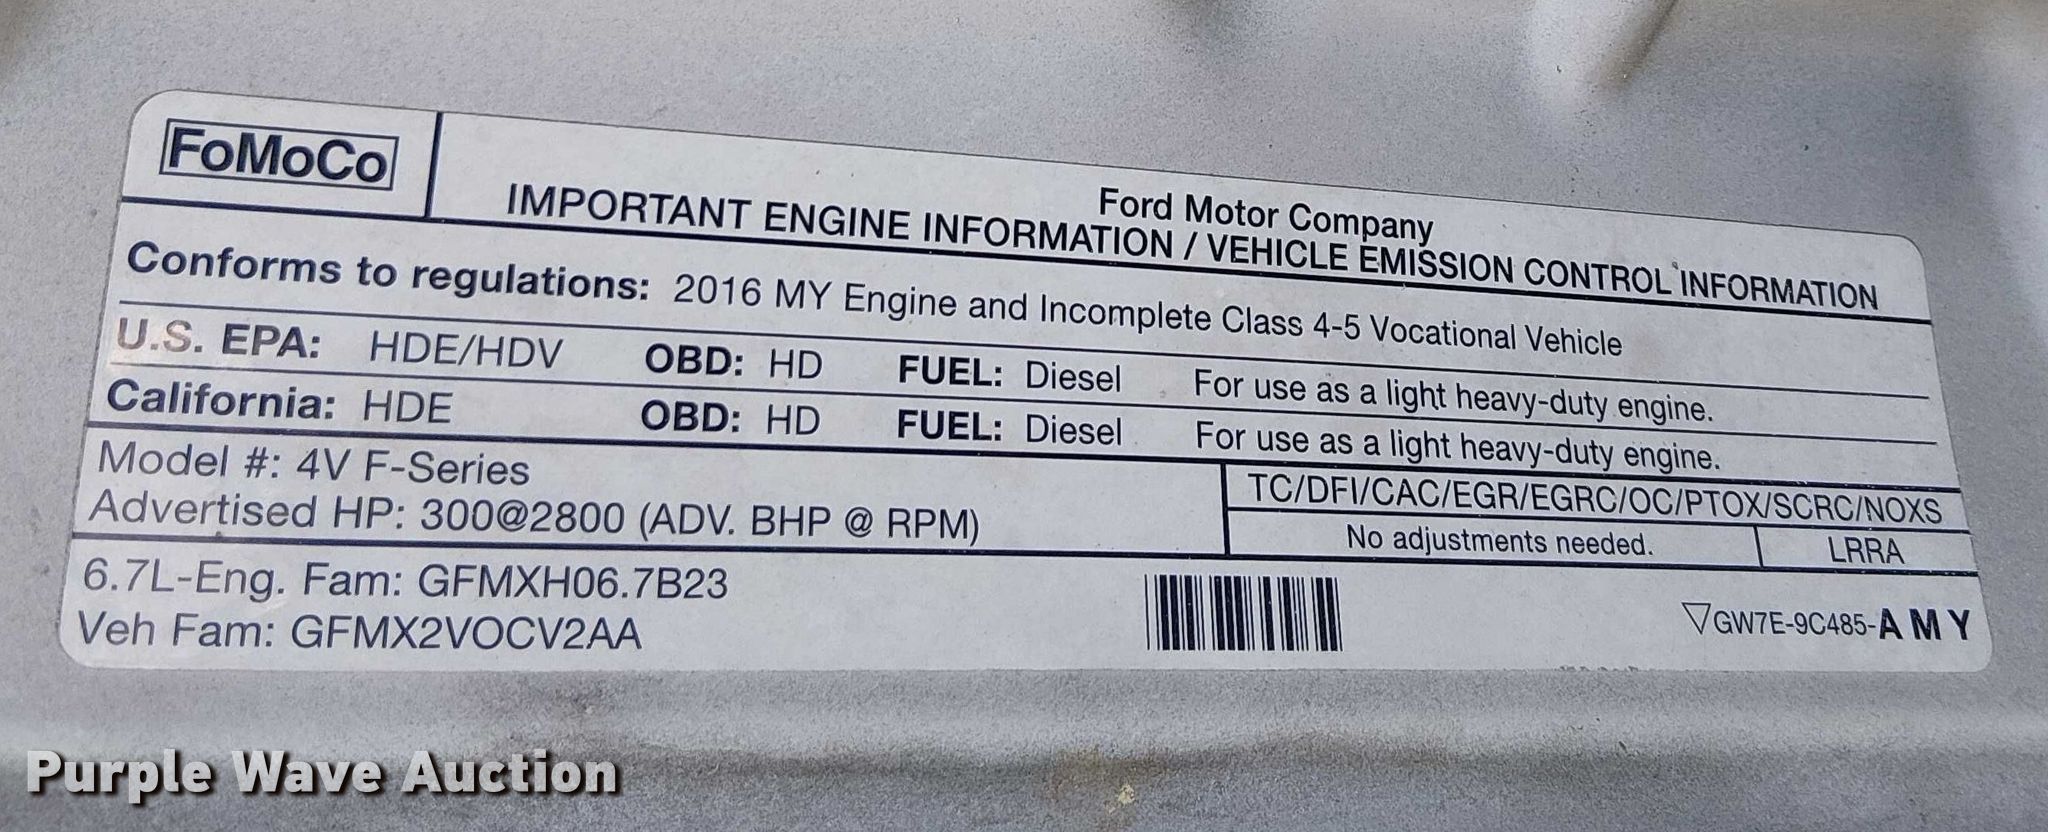 FoMoCo
Ford Motor Company
IMPORTANT ENGINE INFORMATION / VEHICLE EMISSION CONTROL INFORMATION
Conforms to regulations: 2016 MY Engine and Incomplete Class 4-5 Vocational Vehicle
U.S. EPA: HDE/HDV OBD: HD FUEL: Diesel For use as a light heavy-duty engine.
California: HDE OBD: HD FUEL: Diesel For use as a light heavy-duty engine.
Model #: 4V F-Series
Advertised HP: 300@2800 (ADV. BHP @ RPM)
TC/DFI/CAC/EGR/EGRC/OC/PTOX/SCRC/NOXS
No adjustments needed. LRRA
6.7L-Eng. Fam: GFMXH06.7B23
Veh Fam: GFMX2VOCV2AA
GW7E-9C485-AMY
Purple Wave Auction